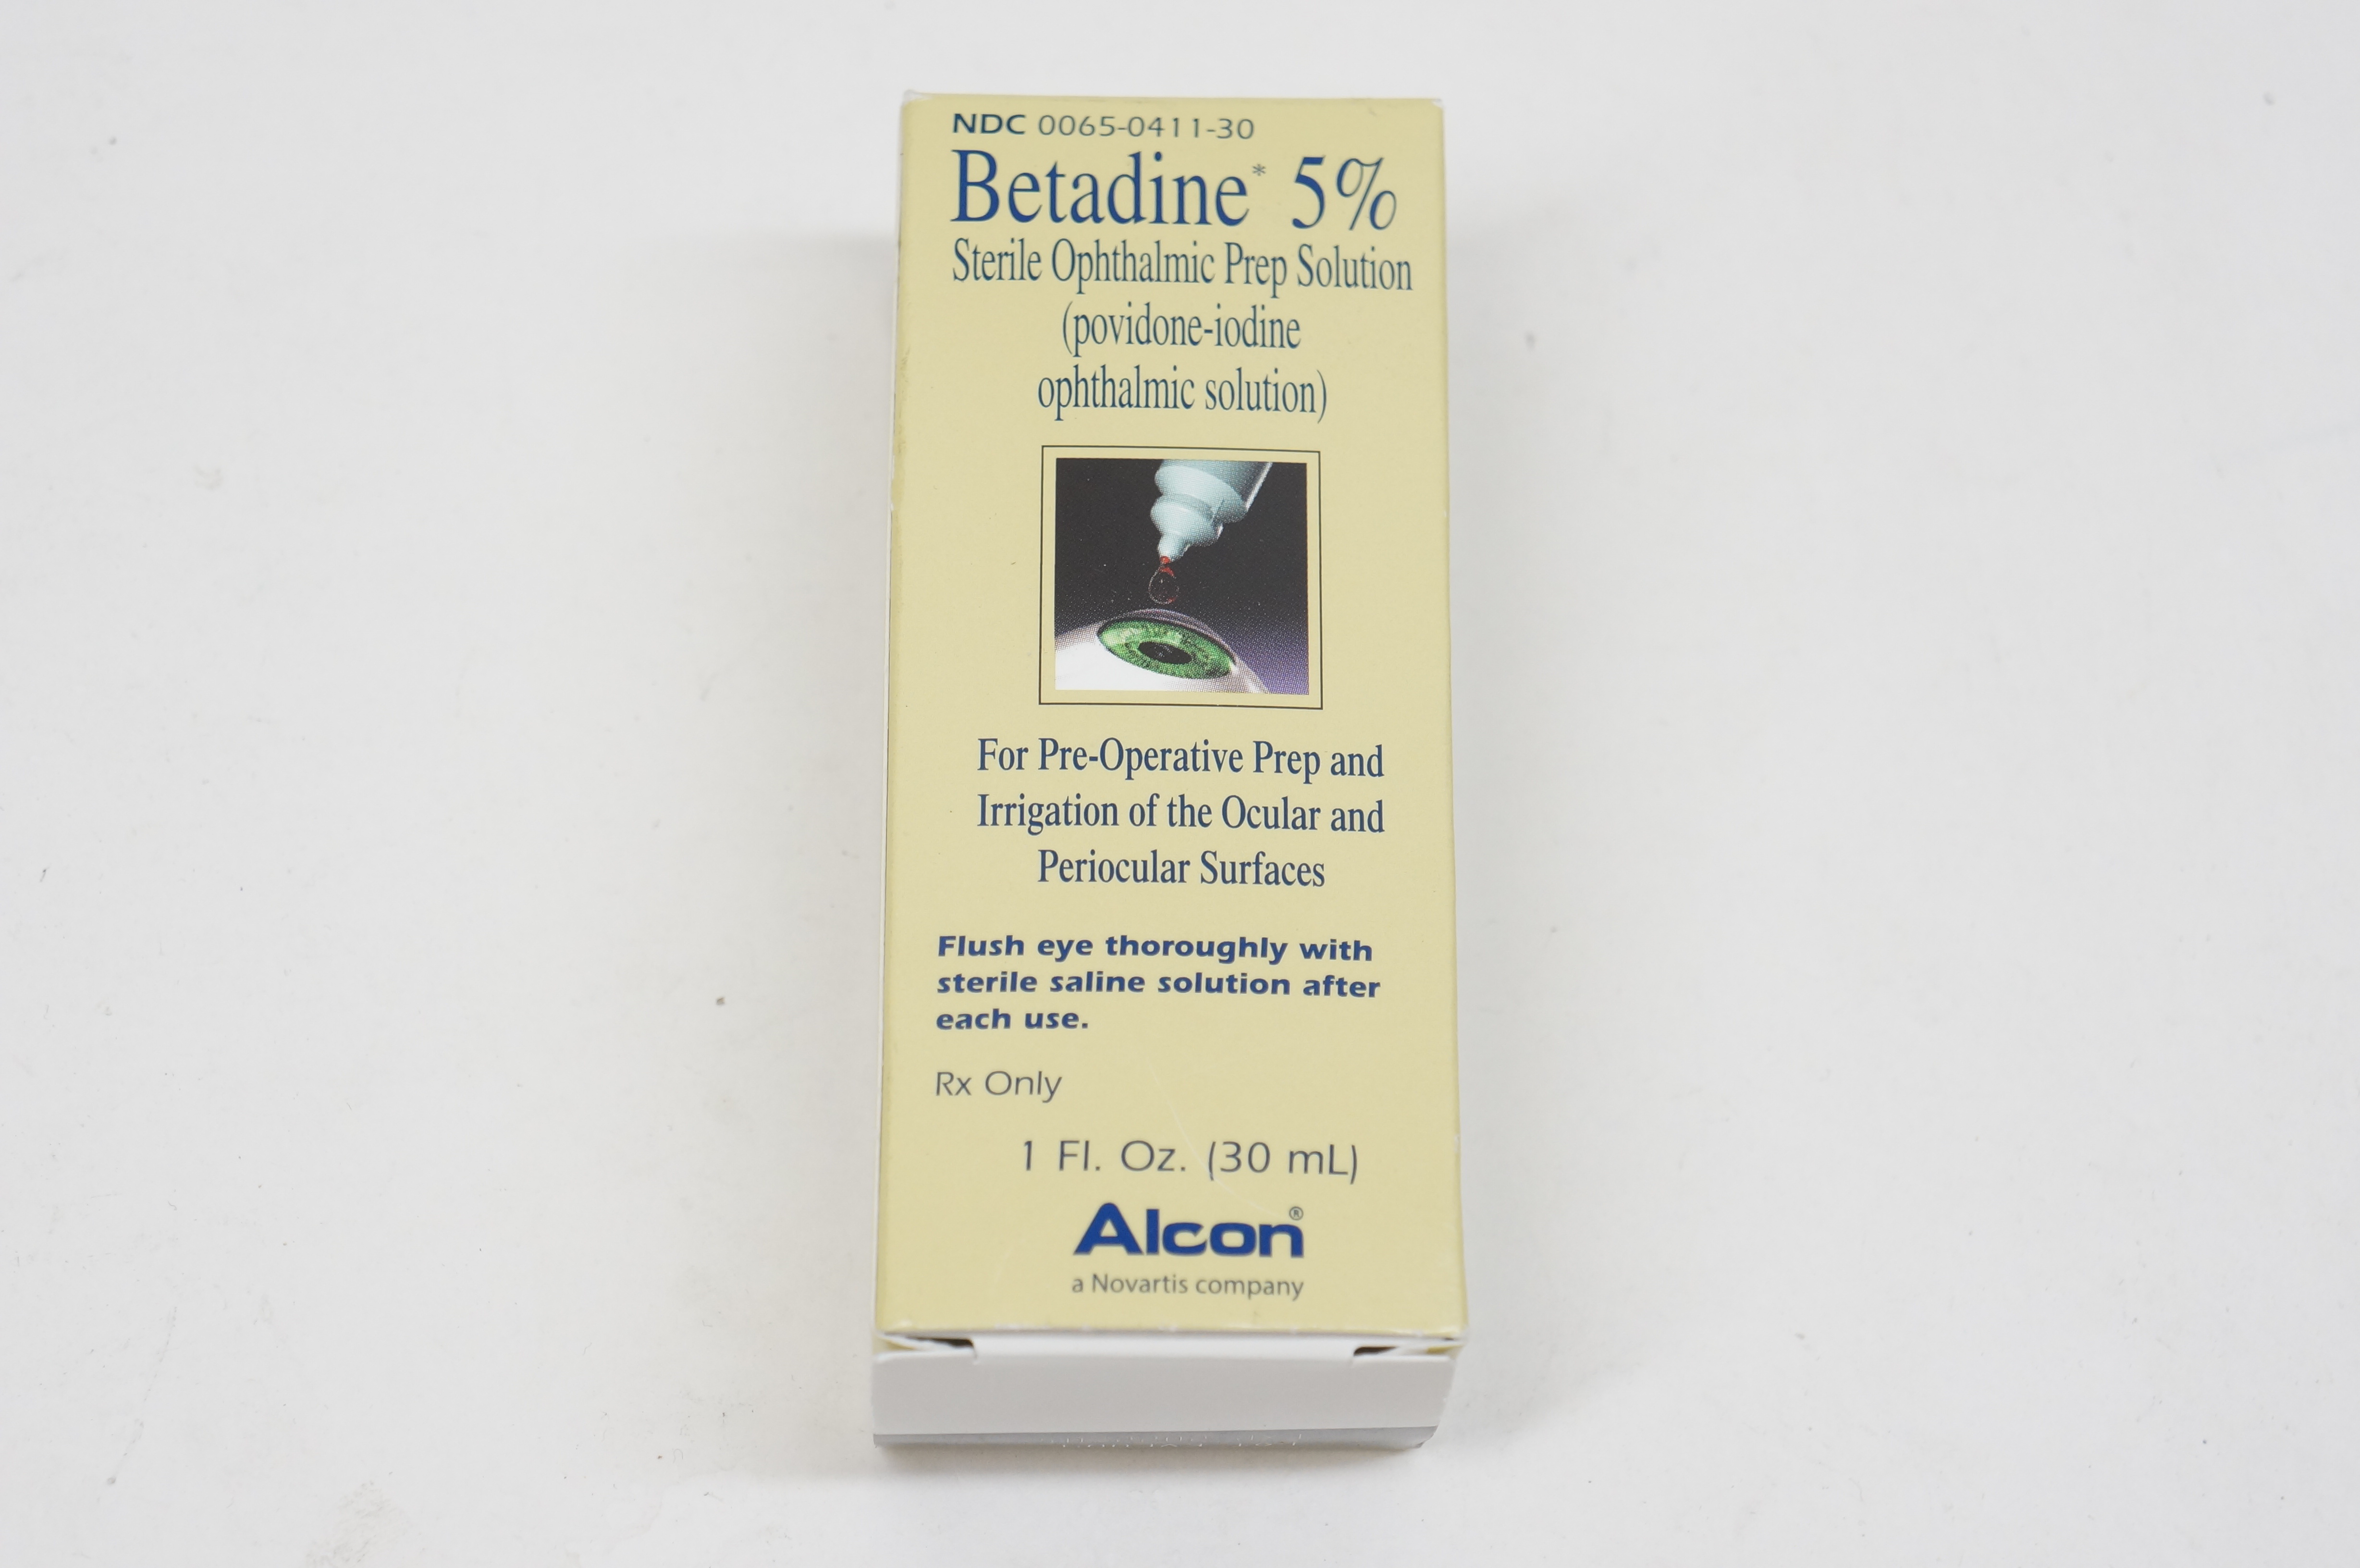 NDC 0065-0411-30
Betadine* 5%
Sterile Ophthalmic Prep Solution
(povidone-iodine
ophthalmic solution)
For Pre-Operative Prep and
Irrigation of the Ocular and
Periocular Surfaces
Flush eye thoroughly with
sterile saline solution after
each use.
Rx Only
1 Fl. Oz. (30 mL)
Alcon®
a Novartis company